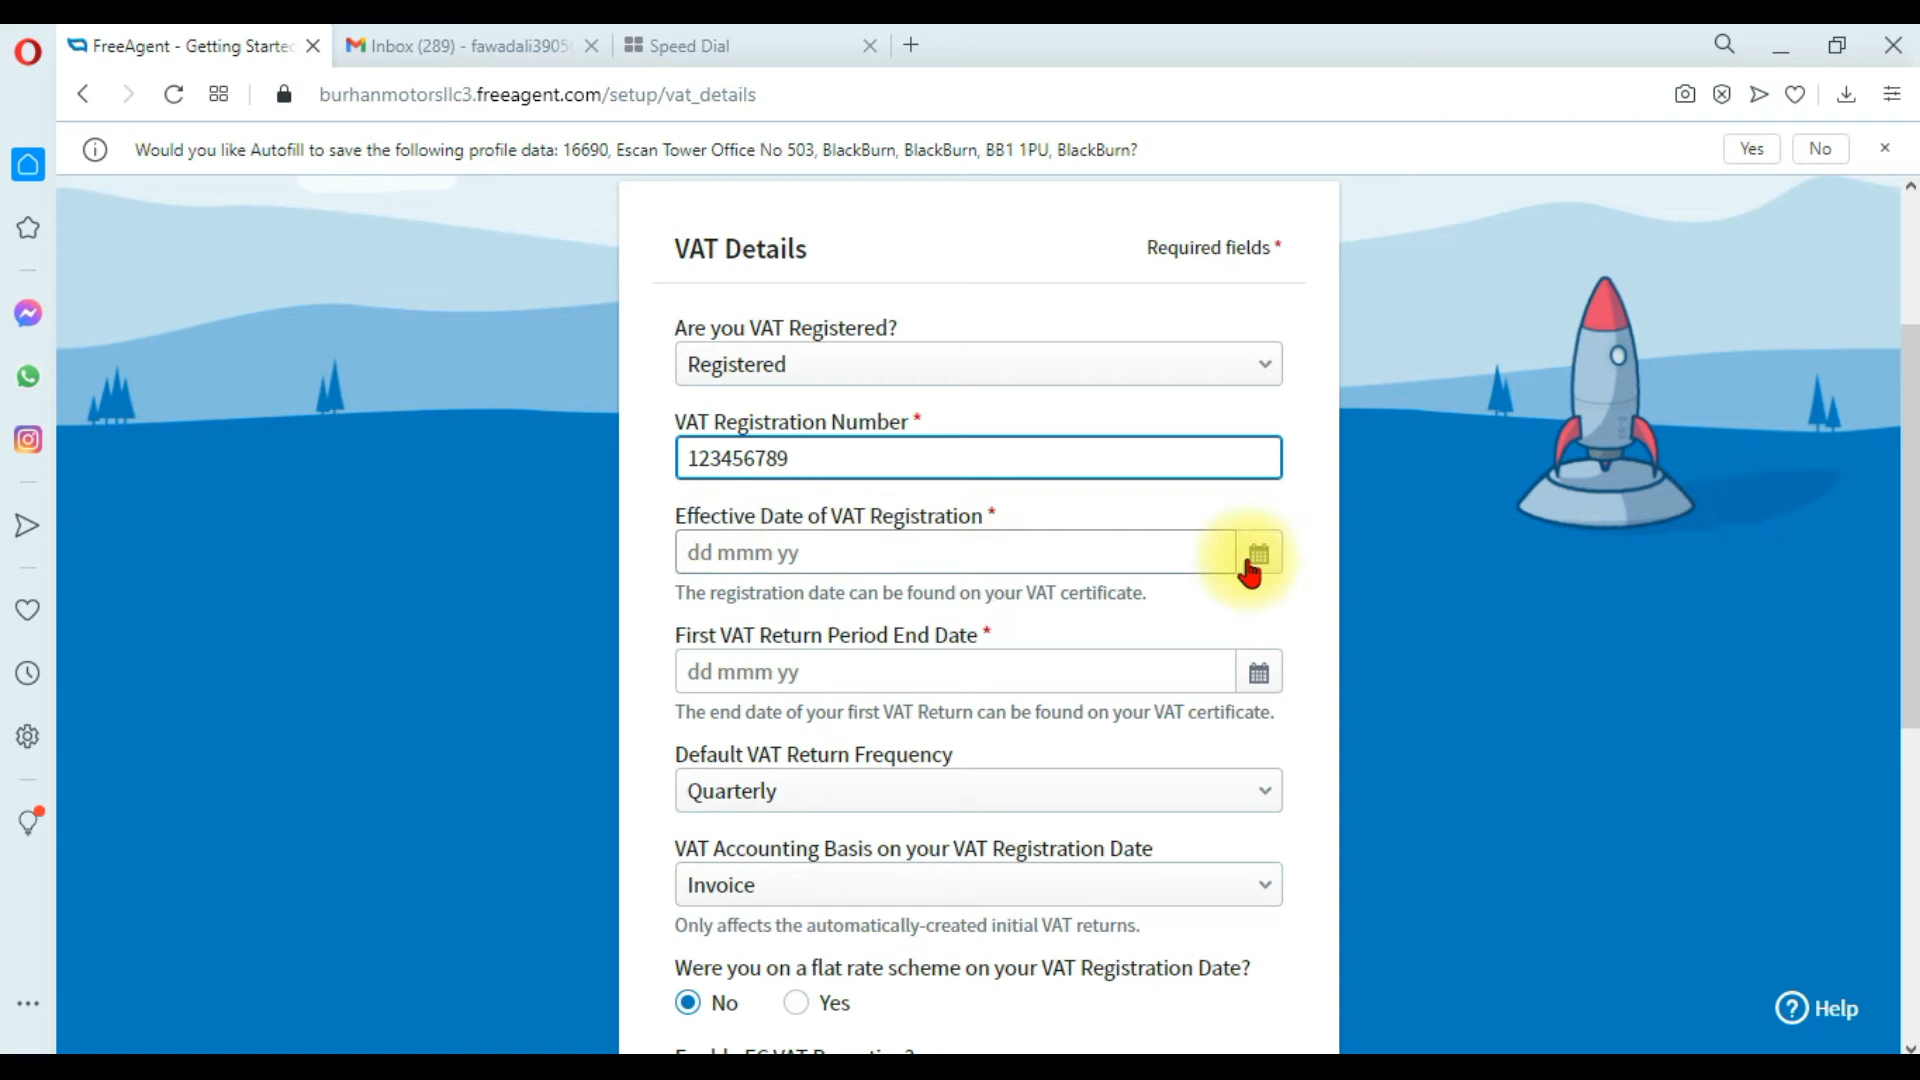 FreeAgent - Getting Starte
Inbox (289) - fawadali3905
Speed Dial
burhanmotorsllc3.freeagent.com/setup/vat_details
Would you like Autofill to save the following profile data: 16690, Escan Tower Office No 503, BlackBurn, BlackBurn, BB1 1PU, BlackBurn?
Yes
No
VAT Details
Required fields *
Are you VAT Registered?
Registered
VAT Registration Number *
123456789
Effective Date of VAT Registration *
dd mmm yy
The registration date can be found on your VAT certificate.
First VAT Return Period End Date *
dd mmm yy
The end date of your first VAT Return can be found on your VAT certificate.
Default VAT Return Frequency
Quarterly
VAT Accounting Basis on your VAT Registration Date
Invoice
Only affects the automatically-created initial VAT returns.
Were you on a flat rate scheme on your VAT Registration Date?
No
Yes
Help